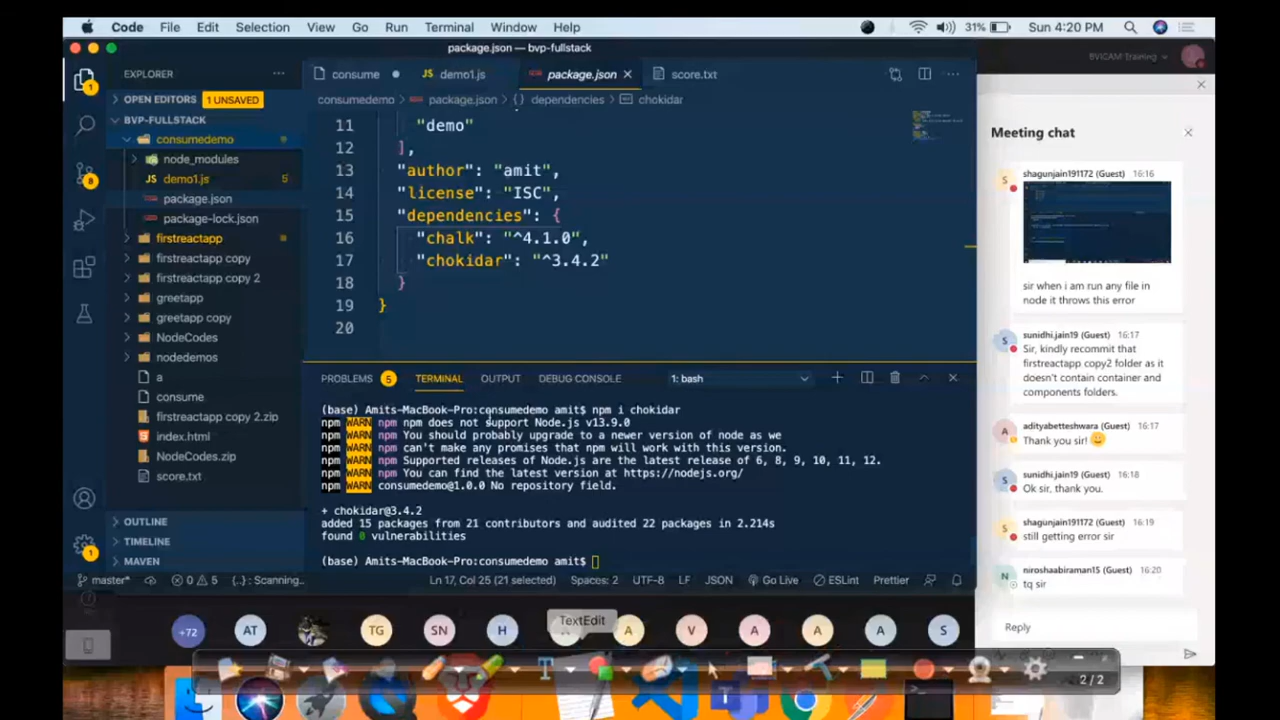 Code File Edit Selection View Go Run Terminal Window Help 31% Sun 4:20 PM
package.json — bvp-fullstack
BVICAM Training
EXPLORER
consume
demo1.js
package.json
score.txt
OPEN EDITORS 1 UNSAVED
consumedemo > package.json > {} dependencies > chokidar
BVP-FULLSTACK
consumedemo
node_modules
demo1.js 5
package.json
package-lock.json
firstreactapp
firstreactapp copy
firstreactapp copy 2
greetapp
greetapp copy
NodeCodes
nodedemos
a
consume
firstreactapp copy 2.zip
index.html
NodeCodes.zip
score.txt
OUTLINE
TIMELINE
MAVEN
1
8
1
11 "demo"
12 ],
13 "author": "amit",
14 "license": "ISC",
15 "dependencies": {
16 "chalk": "^4.1.0",
17 "chokidar": "^3.4.2"
18 }
19 }
20
PROBLEMS 5 TERMINAL OUTPUT DEBUG CONSOLE 1: bash
(base) Amits-MacBook-Pro:consumedemo amit$ npm i chokidar
npm WARN npm npm does not support Node.js v13.9.0
npm WARN npm You should probably upgrade to a newer version of node as we
npm WARN npm can't make any promises that npm will work with this version.
npm WARN npm Supported releases of Node.js are the latest release of 6, 8, 9, 10, 11, 12.
npm WARN npm You can find the latest version at https://nodejs.org/
npm WARN consumedemo@1.0.0 No repository field.
+ chokidar@3.4.2
added 15 packages from 21 contributors and audited 22 packages in 2.214s
found 0 vulnerabilities
(base) Amits-MacBook-Pro:consumedemo amit$
master* 0 5 {..} : Scanning.. Ln 17, Col 25 (21 selected) Spaces: 2 UTF-8 LF JSON Go Live ESLint Prettier
Meeting chat
S shagunjain191172 (Guest) 16:16
sir when i am run any file in
node it throws this error
S sunidhi.jain19 (Guest) 16:17
Sir, kindly recommit that
firstreactapp copy2 folder as it
doesn't contain container and
components folders.
A adityabetteshwara (Guest) 16:17
Thank you sir!
S sunidhi.jain19 (Guest) 16:18
Ok sir, thank you.
S shagunjain191172 (Guest) 16:19
still getting error sir
N niroshaabiraman15 (Guest) 16:20
tq sir
Reply
+72 AT TG SN H A A V A A A S
TextEdit
2 / 2